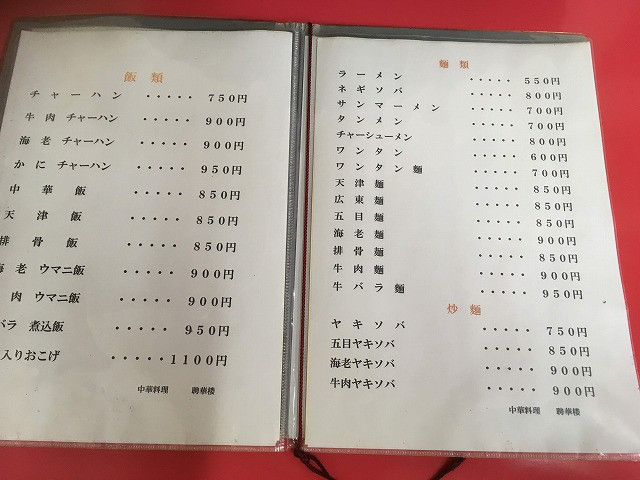 飯類
チャーハン ・・・・・ 750円
牛肉 チャーハン ・・・・・ 900円
海老 チャーハン ・・・・・ 900円
かに チャーハン ・・・・・ 950円
中華飯 ・・・・・ 850円
天津飯 ・・・・・ 850円
排骨飯 ・・・・・ 850円
海老 ウマニ飯 ・・・・・ 900円
肉 ウマニ飯 ・・・・・ 900円
バラ 煮込飯 ・・・・・ 950円
入りおこげ ・・・・・ 1100円
中華料理 聘華楼
麺類
ラーメン ・・・・・ 550円
ネギソバ ・・・・・ 800円
サンマーメン ・・・・・ 700円
タンメン ・・・・・ 700円
チャーシューメン ・・・・・ 800円
ワンタン ・・・・・ 600円
ワンタン麺 ・・・・・ 700円
天津麺 ・・・・・ 850円
広東麺 ・・・・・ 850円
五目麺 ・・・・・ 850円
海老麺 ・・・・・ 900円
排骨麺 ・・・・・ 850円
牛肉麺 ・・・・・ 900円
牛バラ麺 ・・・・・ 950円
炒麺
ヤキソバ ・・・・・ 750円
五目ヤキソバ ・・・・・ 850円
海老ヤキソバ ・・・・・ 900円
牛肉ヤキソバ ・・・・・ 900円
中華料理 聘華楼